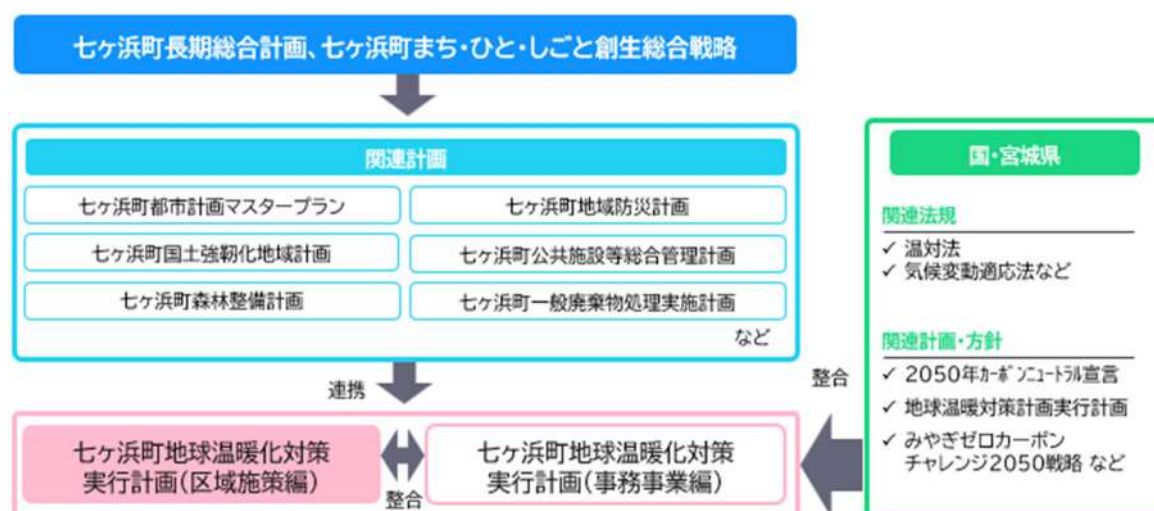 七ヶ浜町長期総合計画、七ヶ浜町まち・ひと・しごと創生総合戦略
関連計画
七ヶ浜町都市計画マスタープラン
七ヶ浜町地域防災計画
七ヶ浜町国土強靭化地域計画
七ヶ浜町公共施設等総合管理計画
七ヶ浜町森林整備計画
七ヶ浜町一般廃棄物処理実施計画
など
連携
七ヶ浜町地球温暖化対策
実行計画(区域施策編)
整合
七ヶ浜町地球温暖化対策
実行計画(事務事業編)
整合
国・宮城県
関連法規
✓ 温対法
✓ 気候変動適応法など
関連計画・方針
✓ 2050年ｶｰﾎﾞﾝﾆｭｰﾄﾗﾙ宣言
✓ 地球温暖対策計画実行計画
✓ みやぎゼロカーボン
チャレンジ2050戦略 など